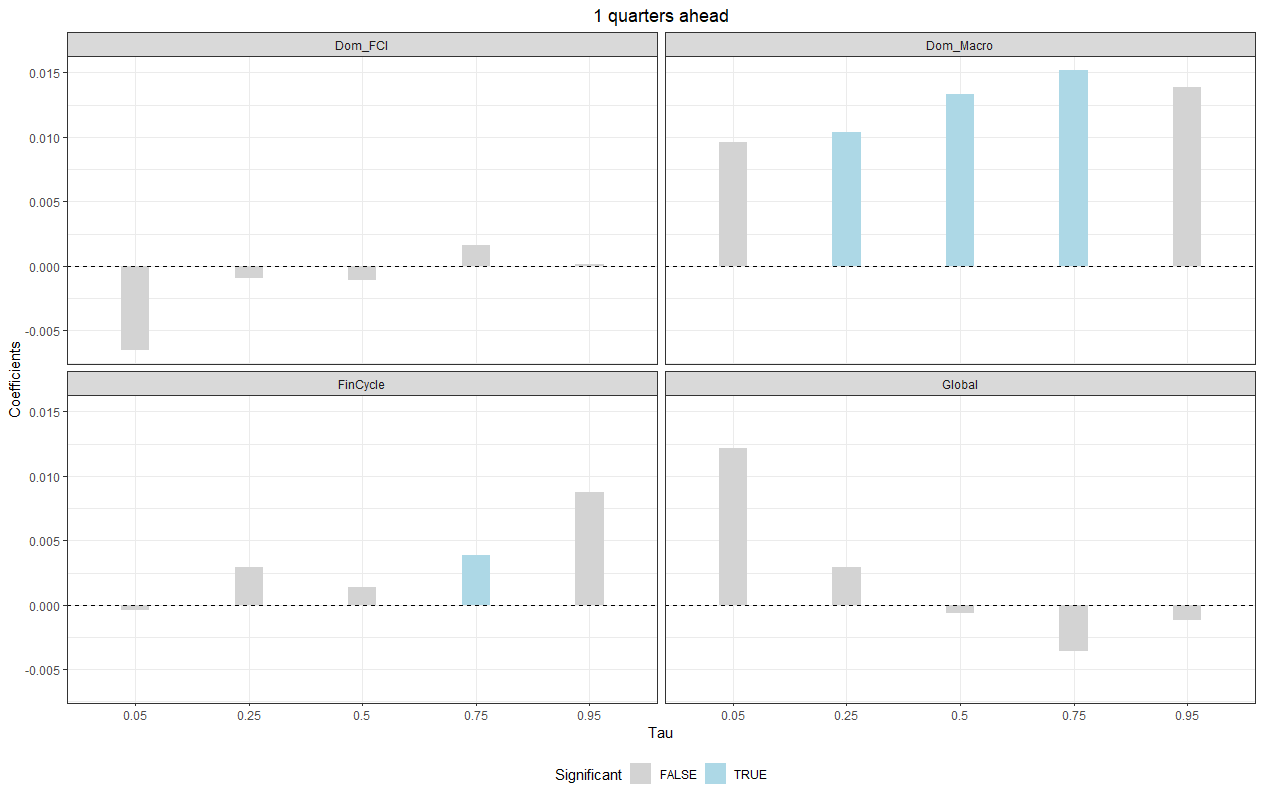 1 quarters ahead
Dom_FCI
Dom_Macro
0.015
0.010
0.005
0.000
-0.005
FinCycle
Global
0.015
0.010
0.005
0.000
-0.005
Coefficients
0.05 0.25 0.5 0.75 0.95
0.05 0.25 0.5 0.75 0.95
Tau
Significant FALSE TRUE